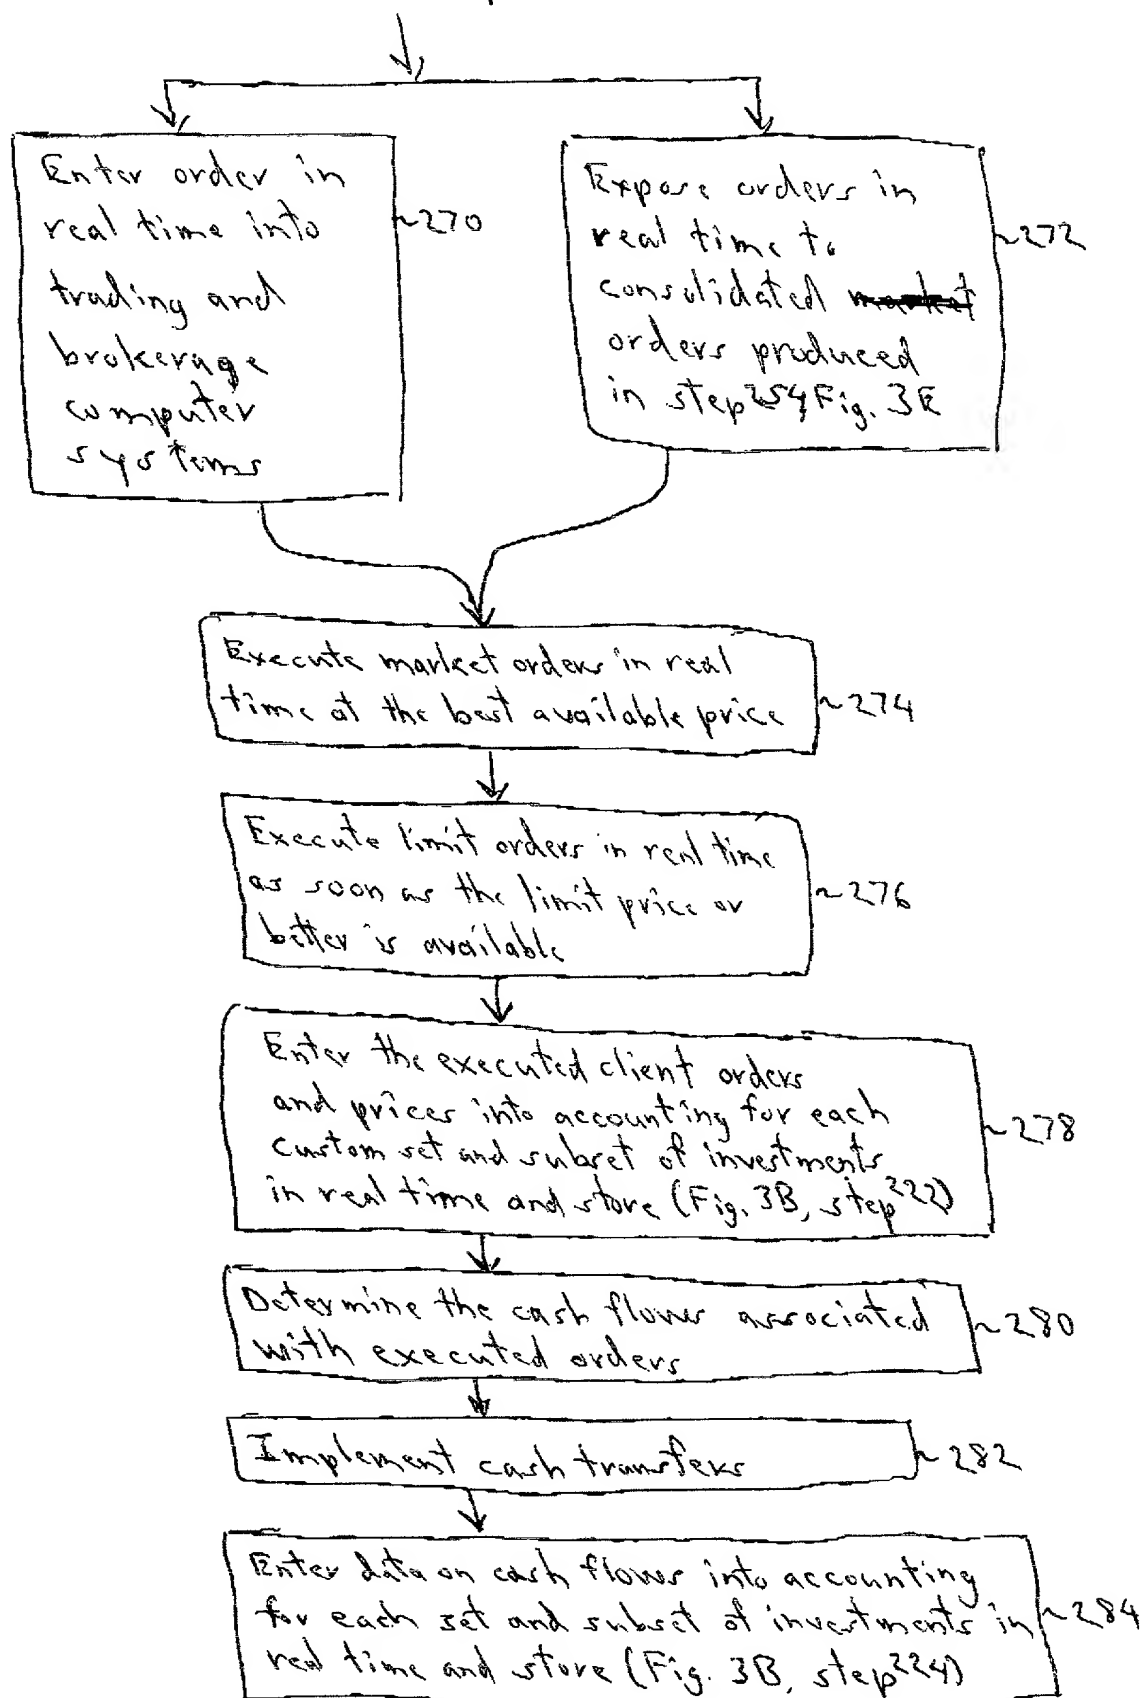 Enter order in
real time into
trading and
brokerage
computer
systems
~270
Expose orders in
real time to
consolidated
orders produced
in step 254, Fig. 3E
~272
Execute market orders in real
time at the best available price
~274
Execute limit orders in real time
as soon as the limit price or
better is available
~276
Enter the executed client orders
and prices into accounting for each
custom set and subset of investments
in real time and store (Fig. 3B, step 222)
~278
Determine the cash flows associated
with executed orders
~280
Implement cash transfers
~282
Enter data on cash flows into accounting
for each set and subset of investments in
real time and store (Fig. 3B, step 224)
~284